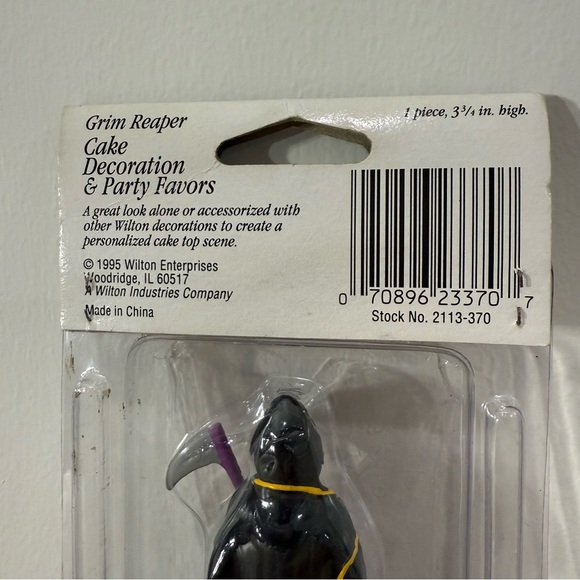 Grim Reaper
Cake
Decoration
& Party Favors
1 piece, 3 3/4 in. high.
A great look alone or accessorized with
other Wilton decorations to create a
personalized cake top scene.
© 1995 Wilton Enterprises
Woodridge, IL 60517
A Wilton Industries Company
Made in China
0 70896 23370 7
Stock No. 2113-370